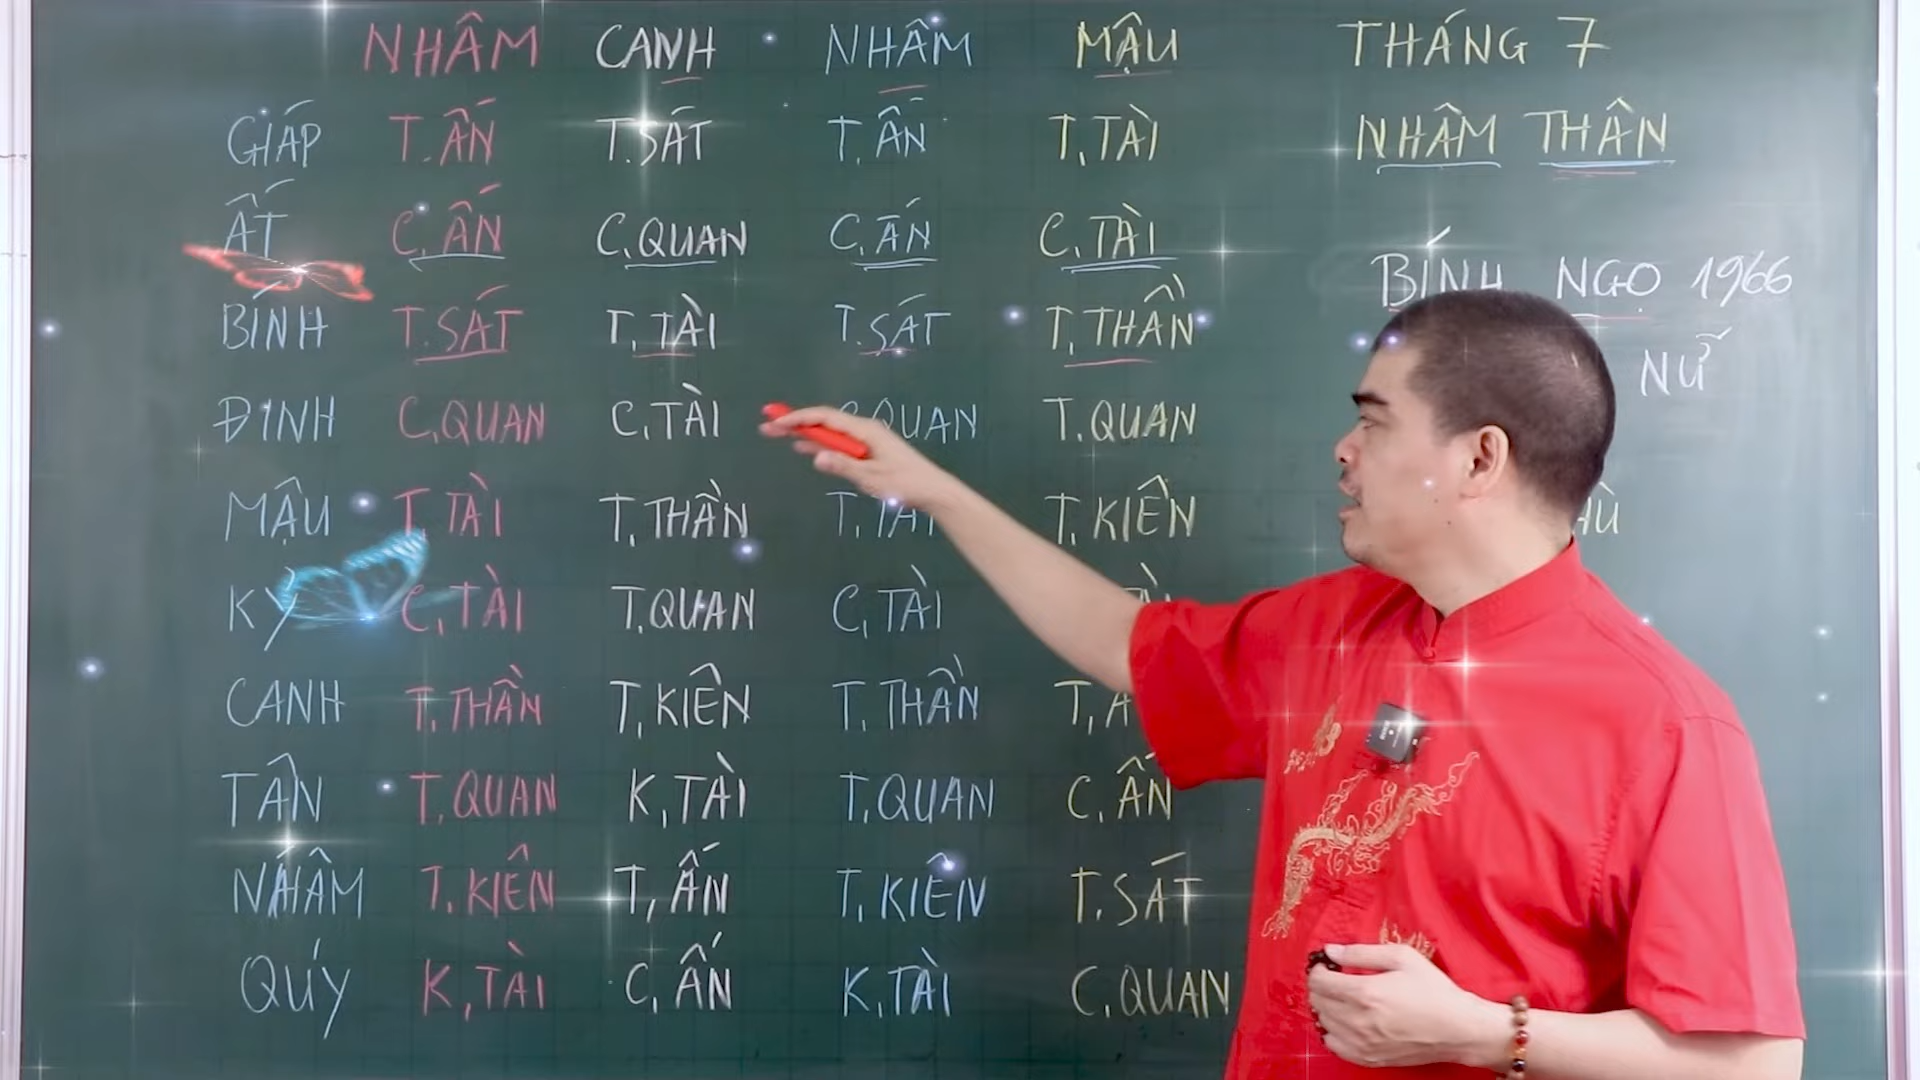 NHÂM CANH NHÂM MẬU THÁNG 7
GIÁP T.ẤN T.SÁT T.ẤN T.TÀI NHÂM THÂN
ẤT C.ẤN C.QUAN C.ẤN C.TÀI
BÍNH NGỌ 1966
BÍNH T.SÁT T.TÀI T.SÁT T.THẦN NỮ
ĐINH C.QUAN C.TÀI C.QUAN T.QUAN
MẬU T.TÀI T.THẦN T.TÀI T.KIÊN
KỶ C.TÀI T.QUAN C.TÀI
CANH T.THẦN T.KIÊN T.THẦN T.
TÂN T.QUAN K.TÀI T.QUAN C.ẤN
NHÂM T.KIÊN T.ẤN T.KIÊN T.SÁT
QUÝ K.TÀI C.ẤN K.TÀI C.QUAN